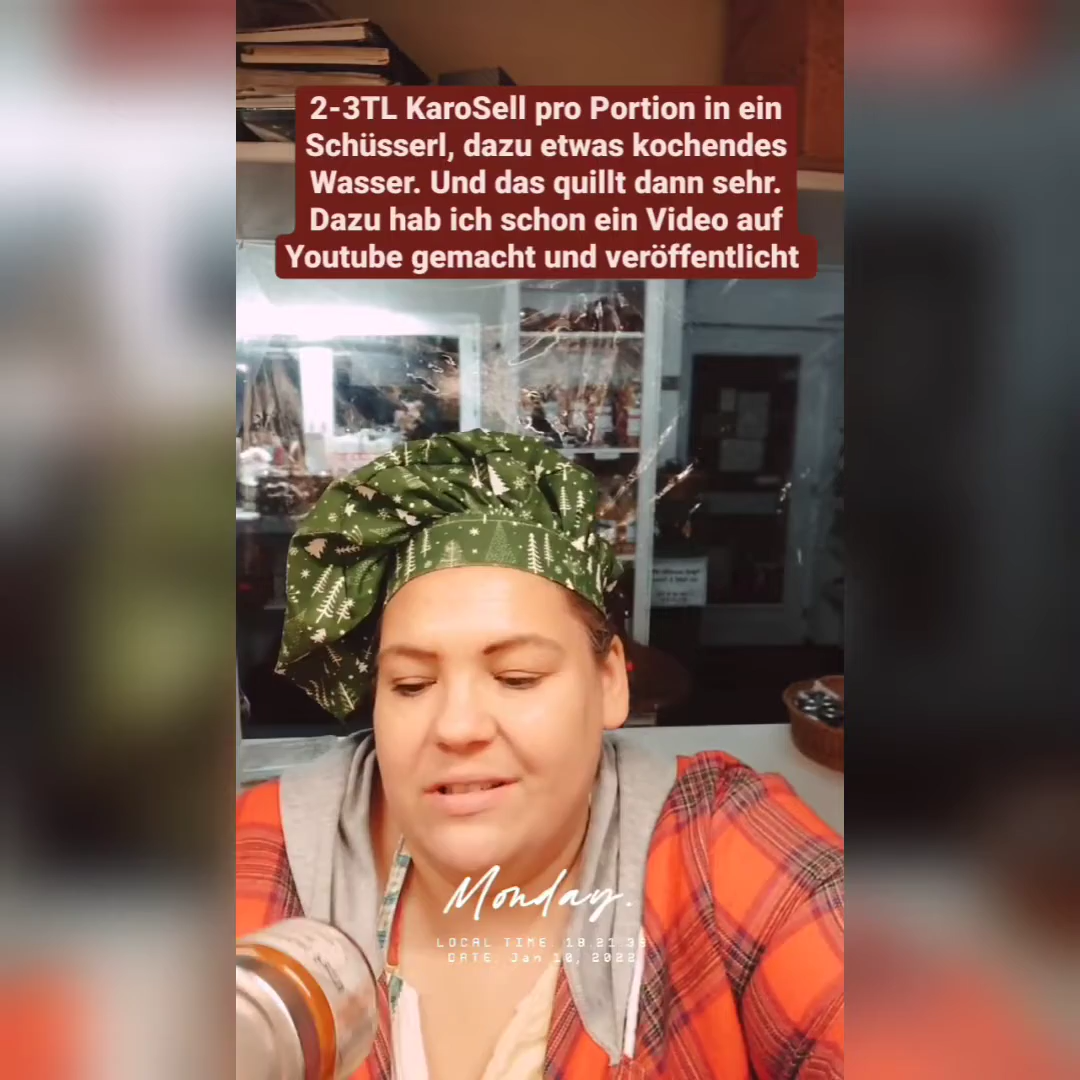 2-3TL KaroSell pro Portion in ein
Schüsserl, dazu etwas kochendes
Wasser. Und das quillt dann sehr.
Dazu hab ich schon ein Video auf
Youtube gemacht und veröffentlicht
Monday.
LOCAL TIME. 18.21.38
DATE. Jan 10, 2022